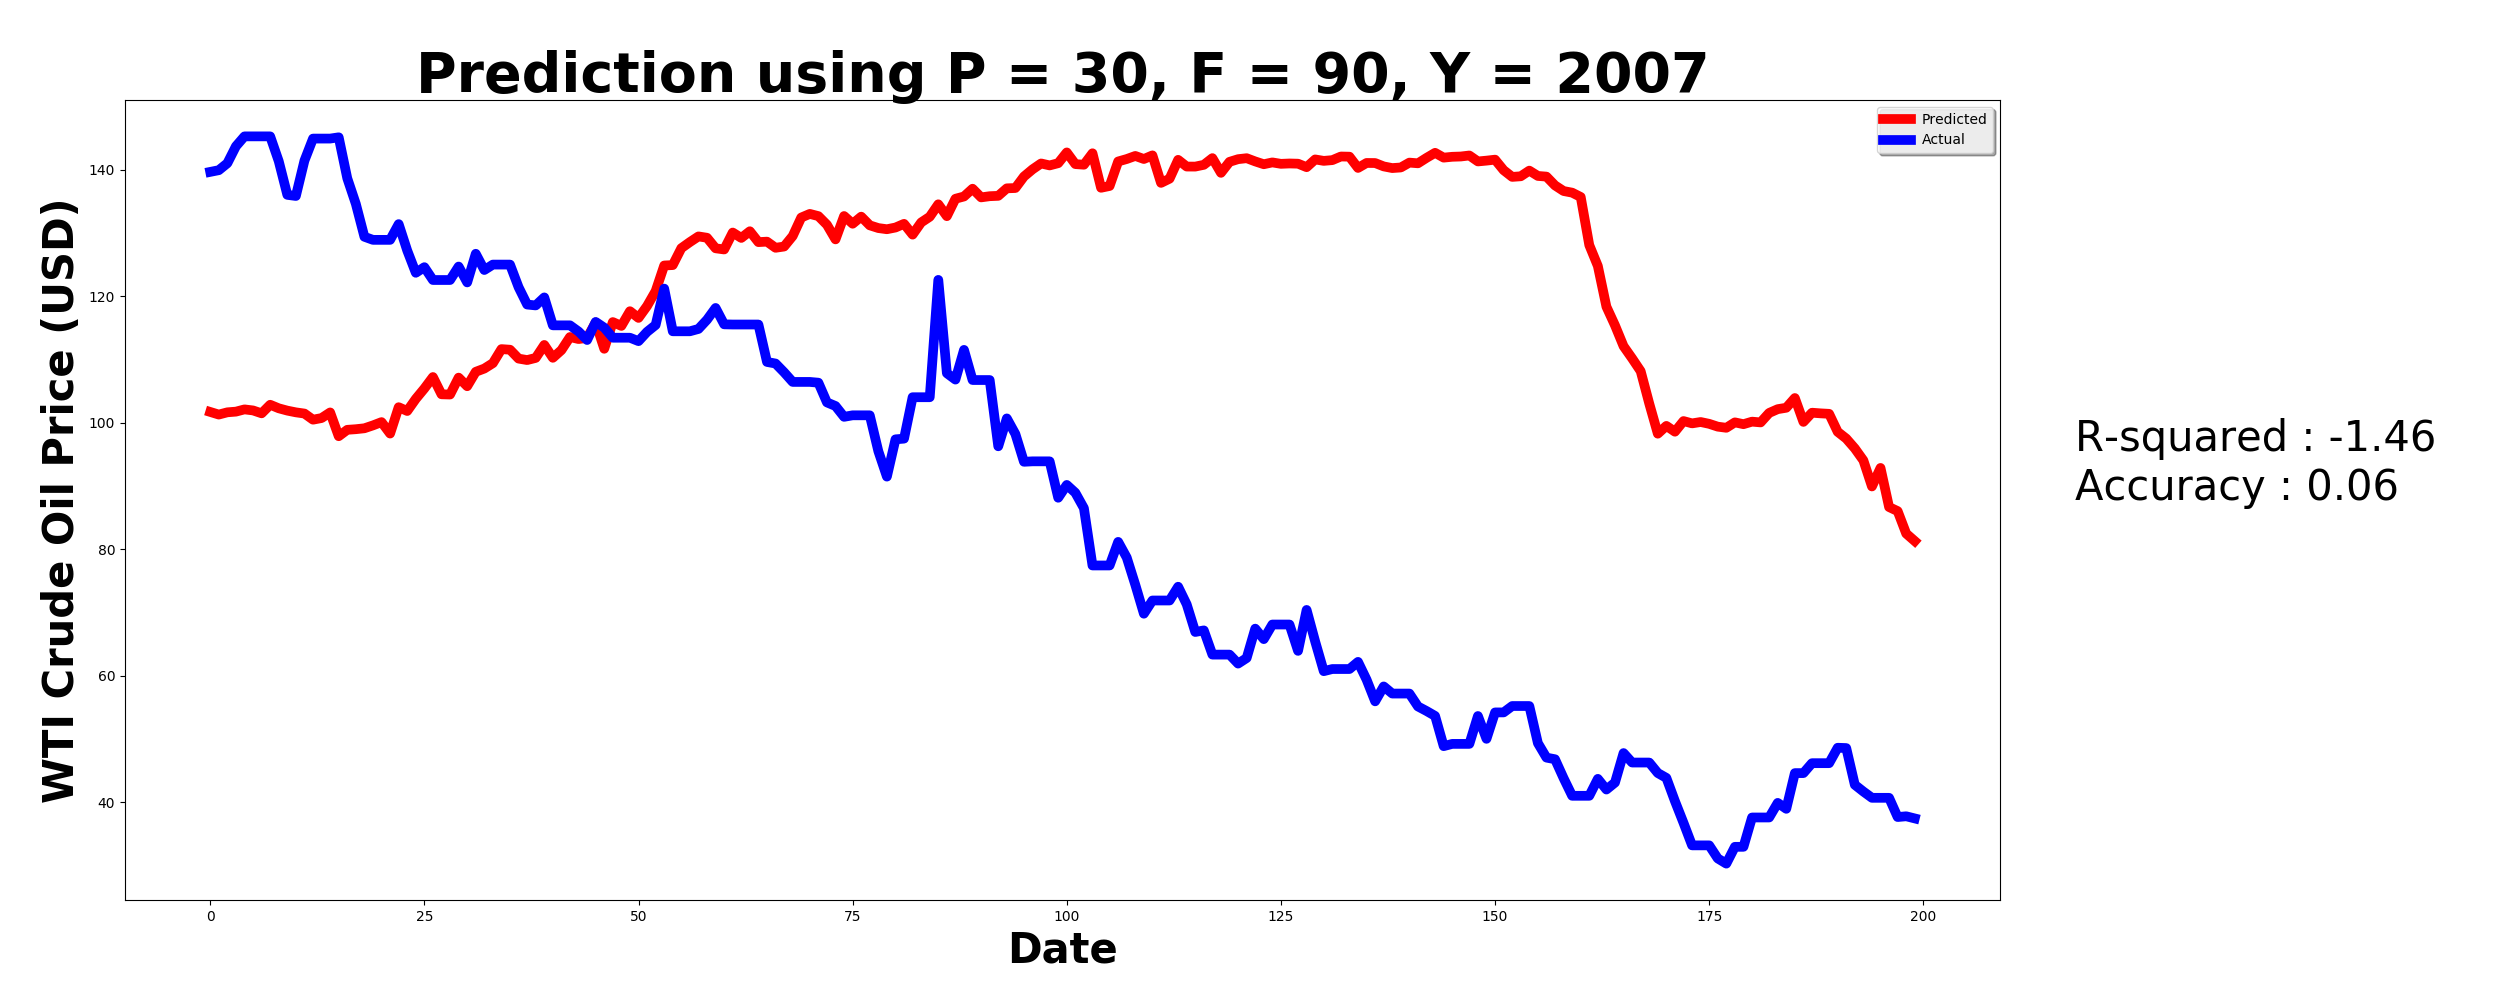 Prediction using P = 30, F = 90, Y = 2007
Predicted
Actual
WTI Crude Oil Price (USD)
140
120
100
80
60
40
0 25 50 75 100 125 150 175 200
Date
R-squared : -1.46
Accuracy : 0.06